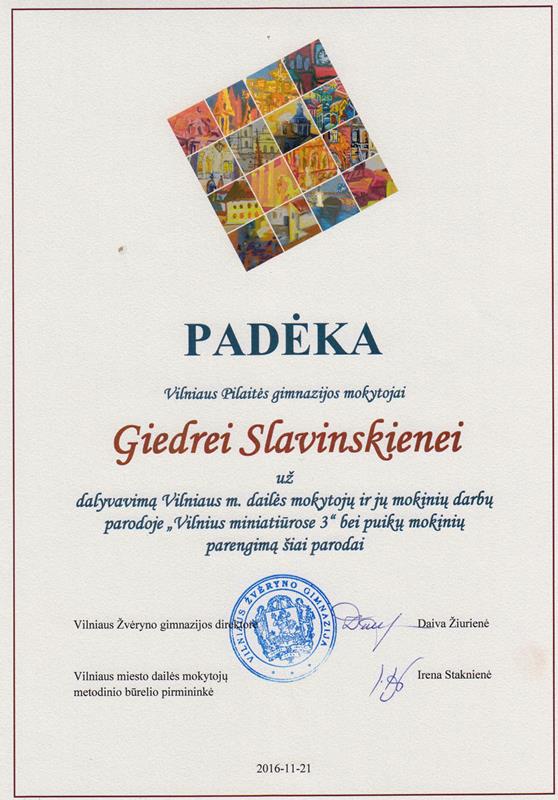 PADĖKA
Vilniaus Pilaitės gimnazijos mokytojai
Giedrei Slavinskienei
už
dalyvavimą Vilniaus m. dailės mokytojų ir jų mokinių darbų
parodoje „Vilnius miniatiūrose 3“ bei puikų mokinių
parengimą šiai parodai
Vilniaus Žvėryno gimnazijos direktorė
Daiva Žiurienė
VILNIAUS ŽVĖRYNO GIMNAZIJA
Vilniaus miesto dailės mokytojų
metodinio būrelio pirmininkė
Irena Staknienė
2016-11-21